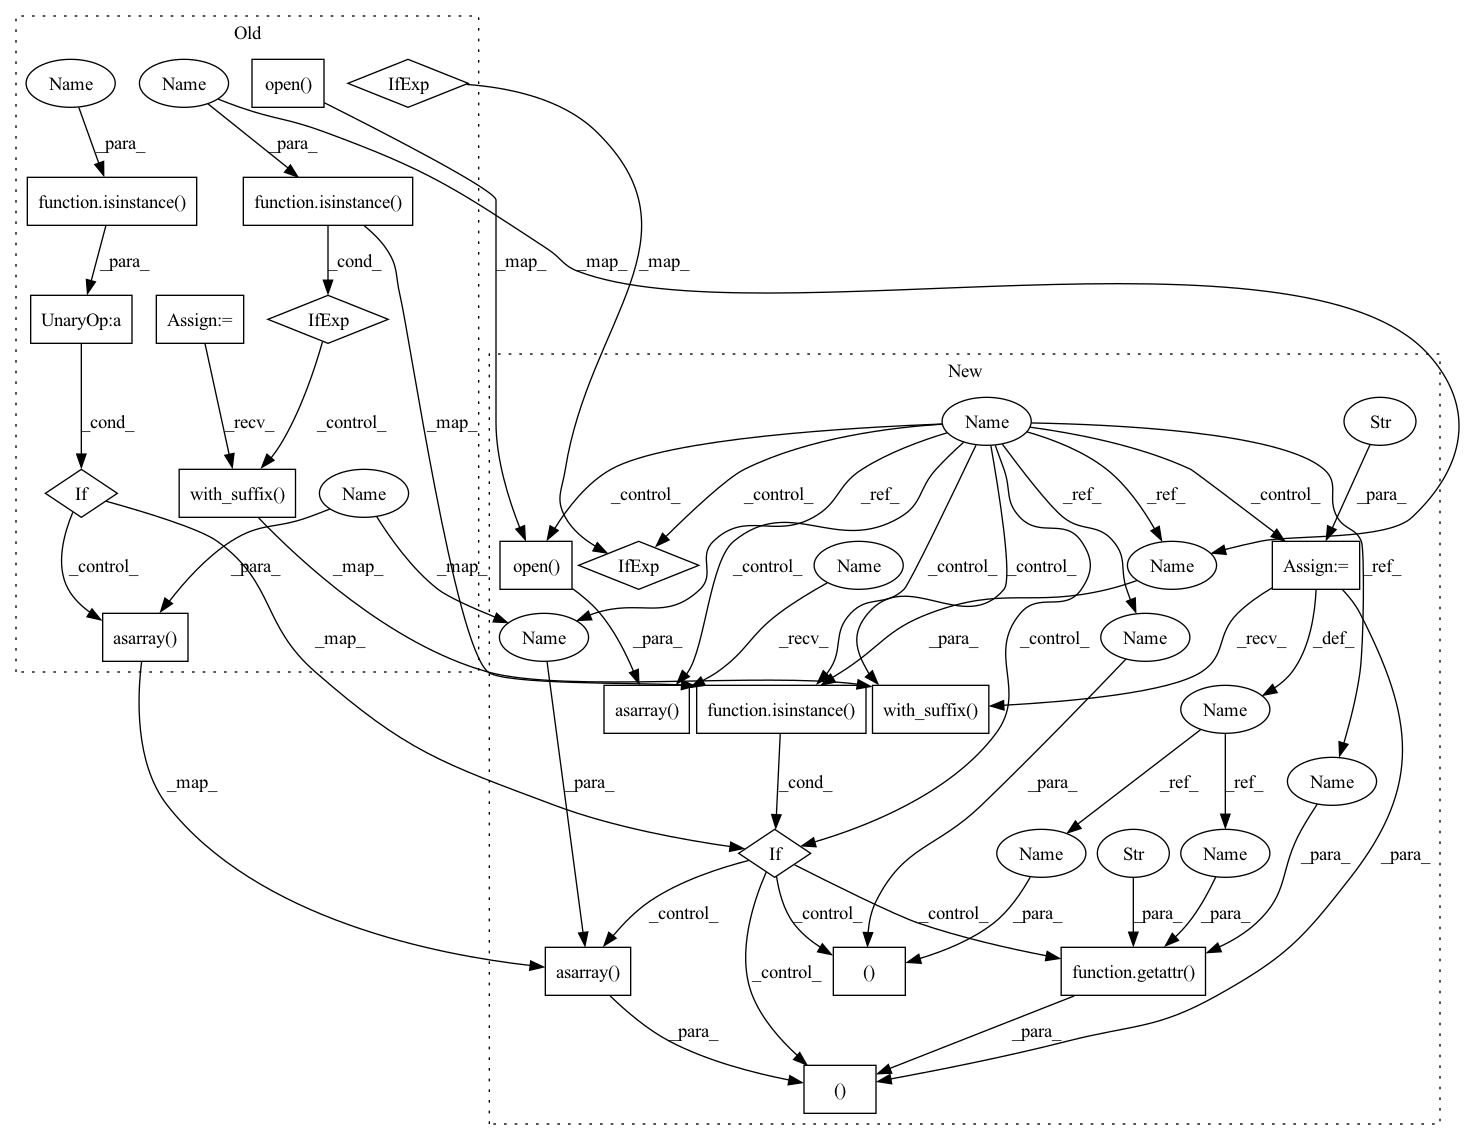 Old
Name
Name
open()
IfExp
_para_
_para_
function.isinstance()
function.isinstance()
_para_
_cond_
_map_
_map_
_map_
UnaryOp:a
Assign:=
IfExp
New
_cond_
_recv_
_control_
_map_
Name
Str
If
with_suffix()
Name
_control_
_control_
_ref_
_ref_
_ref_
_control_
_para_
open()
IfExp
Name
Name
Assign:=
_control_
_para_
_map_
_map_
_control_
_control_
_control_
_ref_
asarray()
_map_
Name
_para_
_recv_
_para_
_control_
Name
_recv_
_def_
asarray()
function.isinstance()
with_suffix()
Name
_map_
_para_
_cond_
_para_
_ref_
_ref_
Name
If
Name
Str
Name
_para_
_para_
_control_
_control_
_control_
_para_
_para_
_para_
asarray()
()
function.getattr()
_control_
_para_
_para_
()